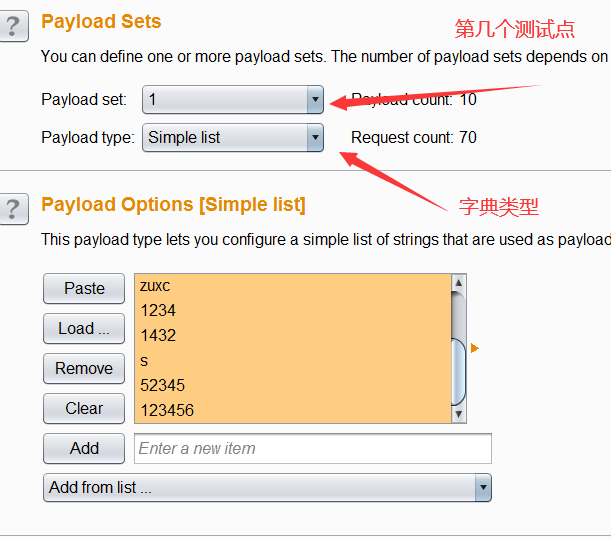 Payload Sets
第几个测试点
You can define one or more payload sets. The number of payload sets depends on
Payload set: 1 Payload count: 10
Payload type: Simple list Request count: 70
Payload Options [Simple list]
字典类型
This payload type lets you configure a simple list of strings that are used as payload
Paste
Load ...
Remove
Clear
zuxc
1234
1432
s
52345
123456
Add Enter a new item
Add from list ...